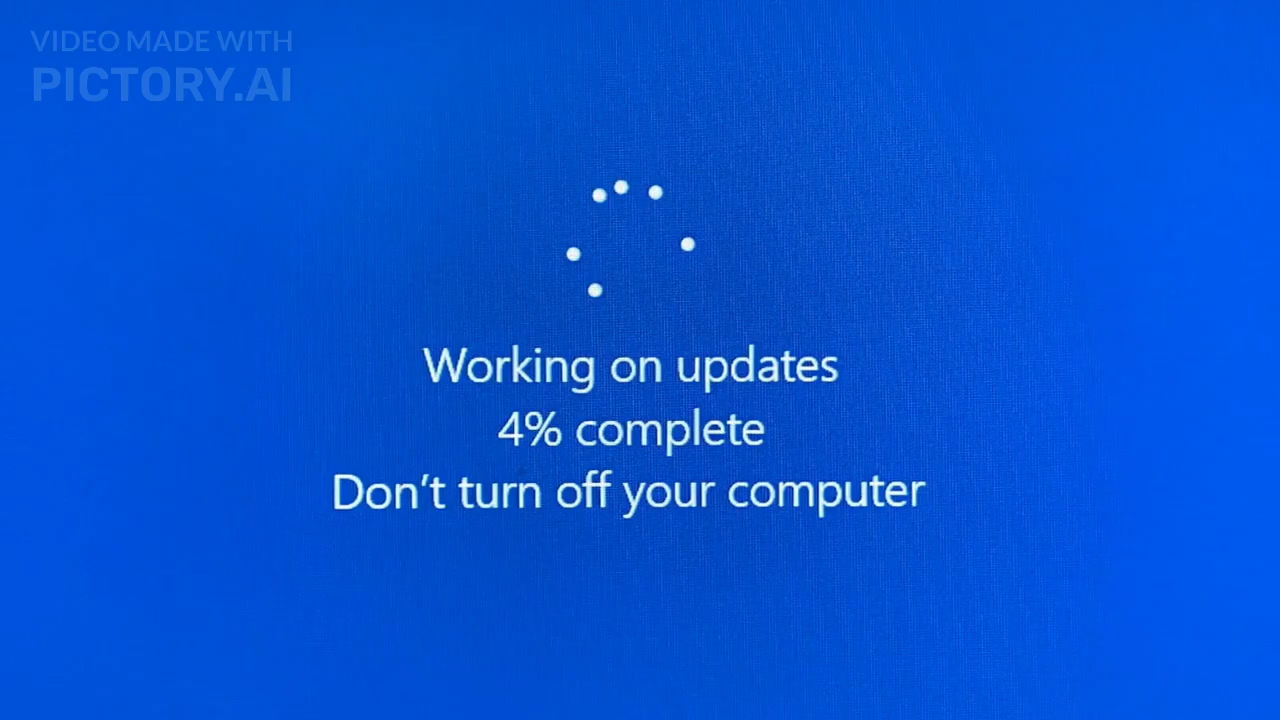 VIDEO MADE WITH
PICTORY.AI
Working on updates
4% complete
Don't turn off your computer